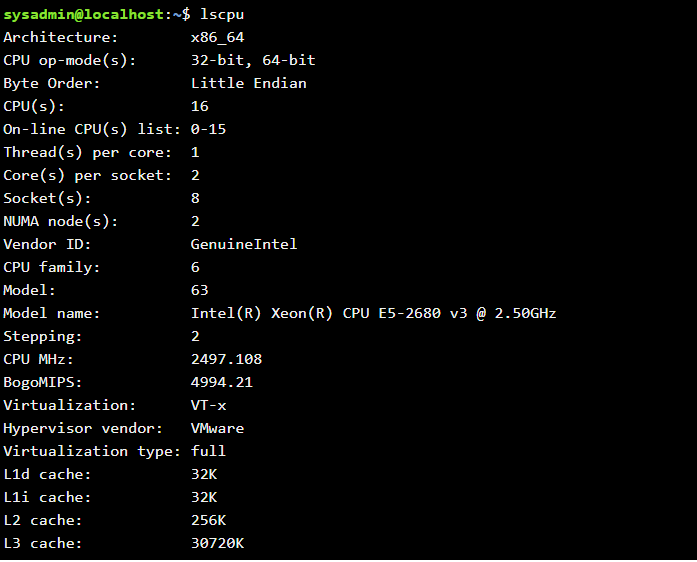 sysadmin@localhost:~$ lscpu
Architecture:        x86_64
CPU op-mode(s):      32-bit, 64-bit
Byte Order:          Little Endian
CPU(s):              16
On-line CPU(s) list: 0-15
Thread(s) per core:  1
Core(s) per socket:  2
Socket(s):           8
NUMA node(s):        2
Vendor ID:           GenuineIntel
CPU family:          6
Model:               63
Model name:          Intel(R) Xeon(R) CPU E5-2680 v3 @ 2.50GHz
Stepping:            2
CPU MHz:             2497.108
BogoMIPS:            4994.21
Virtualization:      VT-x
Hypervisor vendor:   VMware
Virtualization type: full
L1d cache:           32K
L1i cache:           32K
L2 cache:            256K
L3 cache:            30720K